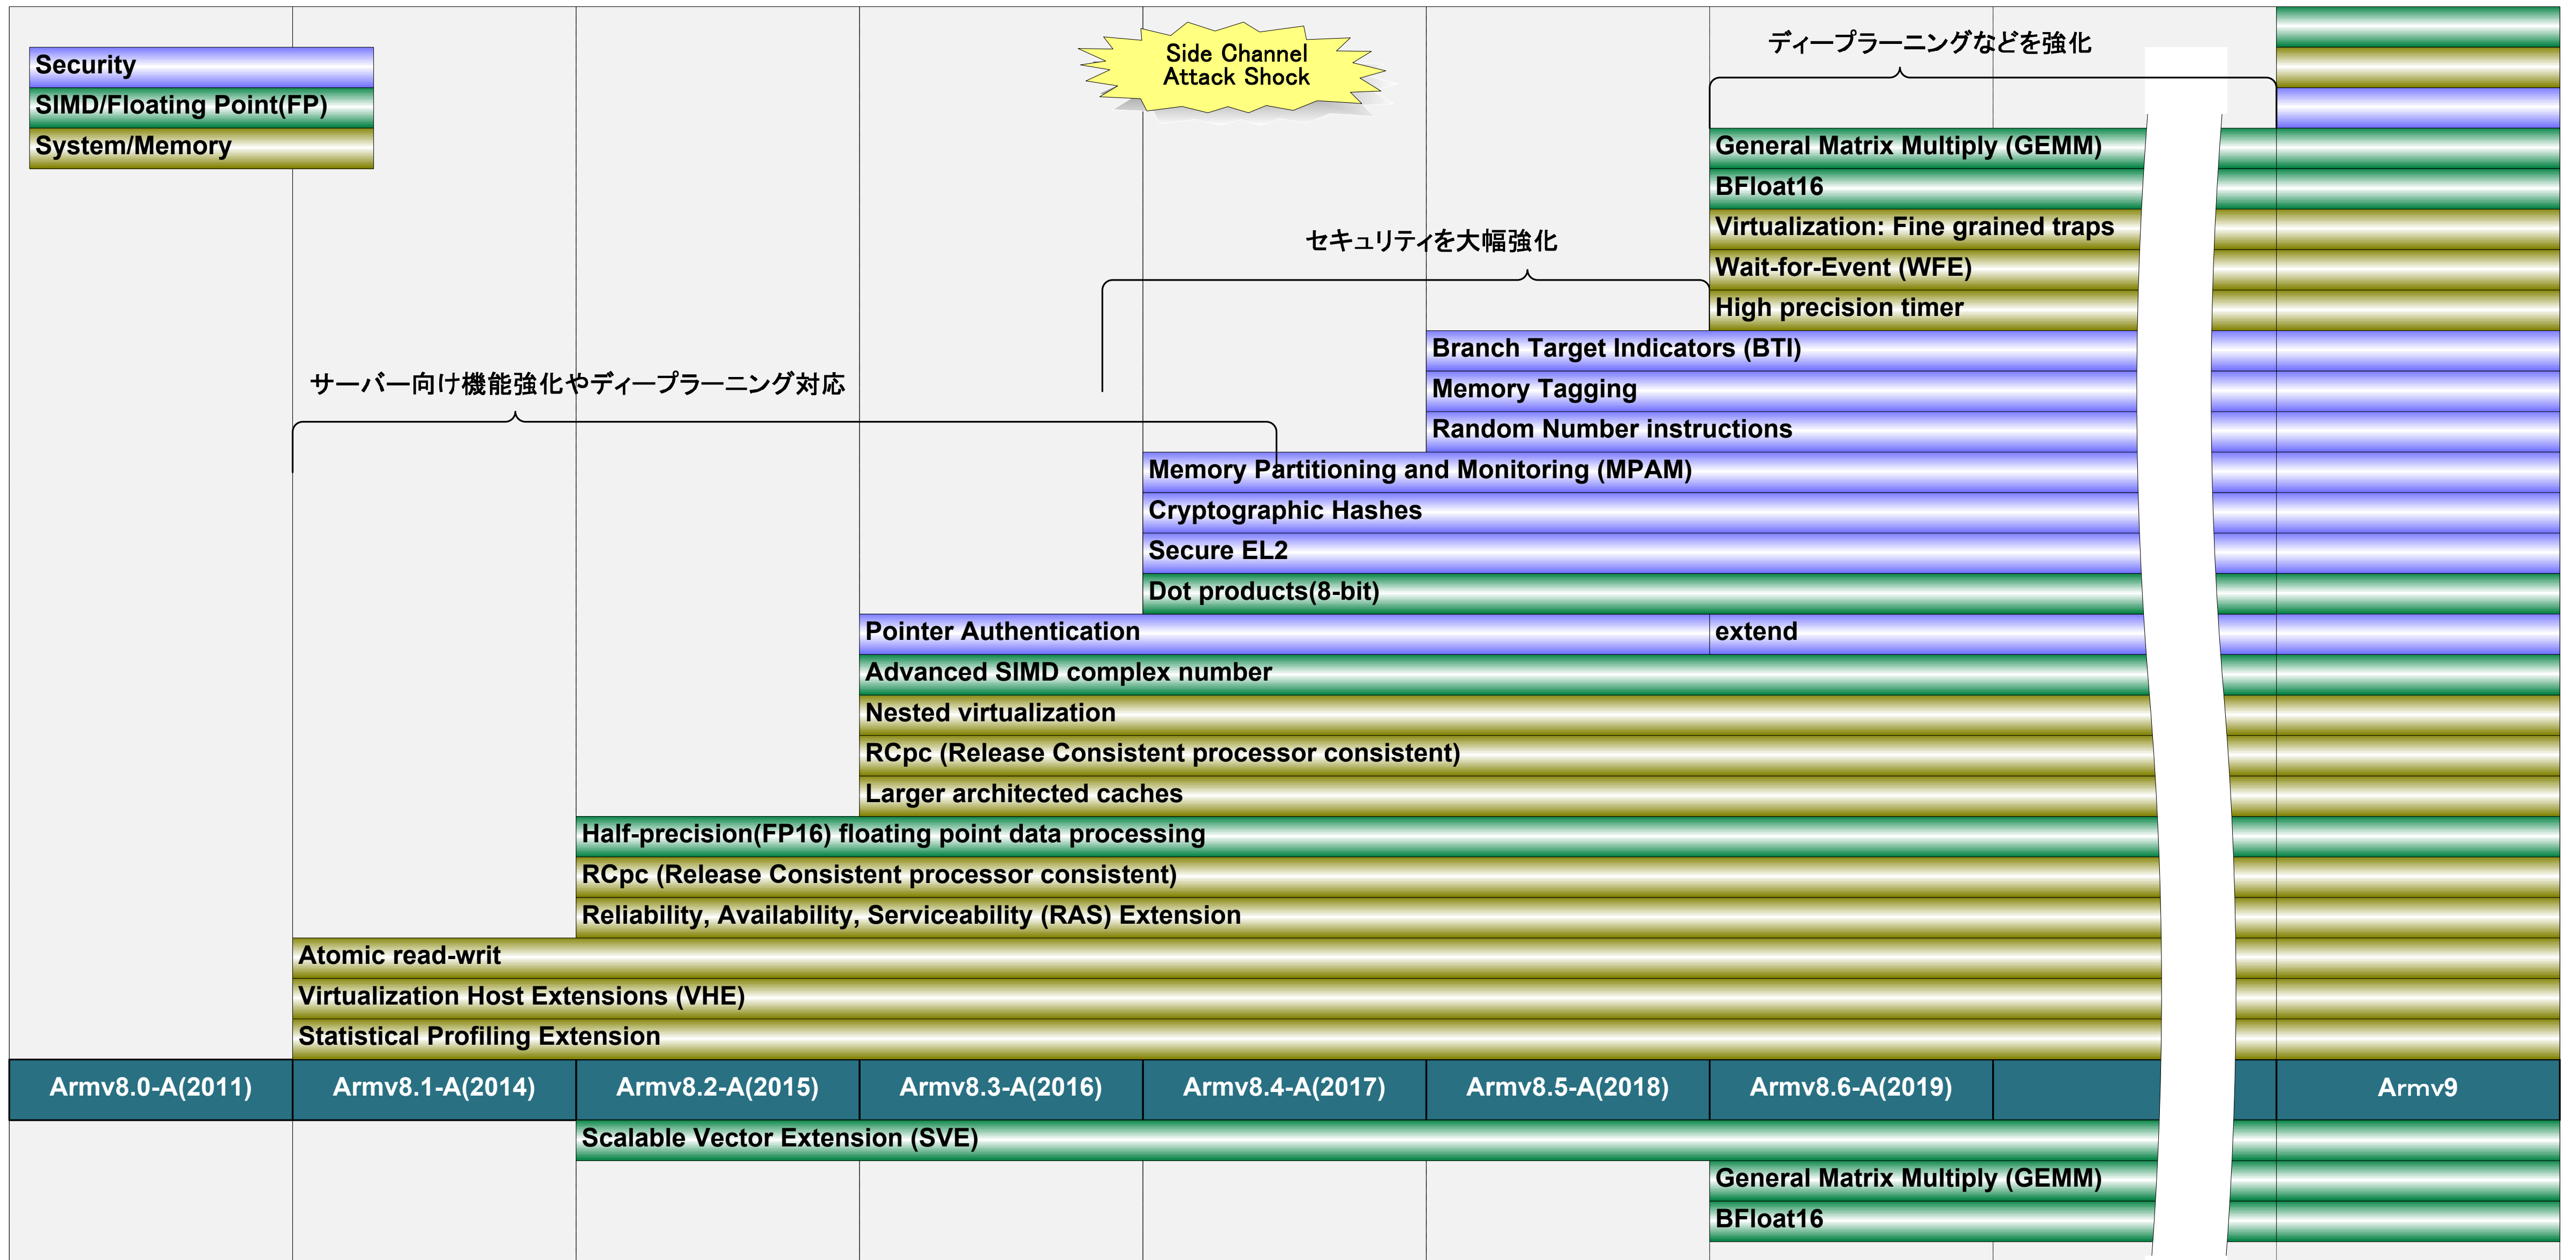 Side Channel
Attack Shock
ディープラーニングなどを強化
Security
SIMD/Floating Point(FP)
System/Memory
General Matrix Multiply (GEMM)
BFloat16
Virtualization: Fine grained traps
セキュリティを大幅強化
Wait-for-Event (WFE)
High precision timer
Branch Target Indicators (BTI)
サーバー向け機能強化やディープラーニング対応
Memory Tagging
Random Number instructions
Memory Partitioning and Monitoring (MPAM)
Cryptographic Hashes
Secure EL2
Dot products(8-bit)
Pointer Authentication
extend
Advanced SIMD complex number
Nested virtualization
RCpc (Release Consistent processor consistent)
Larger architected caches
Half-precision(FP16) floating point data processing
RCpc (Release Consistent processor consistent)
Reliability, Availability, Serviceability (RAS) Extension
Atomic read-writ
Virtualization Host Extensions (VHE)
Statistical Profiling Extension
Armv8.0-A(2011)
Armv8.1-A(2014)
Armv8.2-A(2015)
Armv8.3-A(2016)
Armv8.4-A(2017)
Armv8.5-A(2018)
Armv8.6-A(2019)
Armv9
Scalable Vector Extension (SVE)
General Matrix Multiply (GEMM)
BFloat16